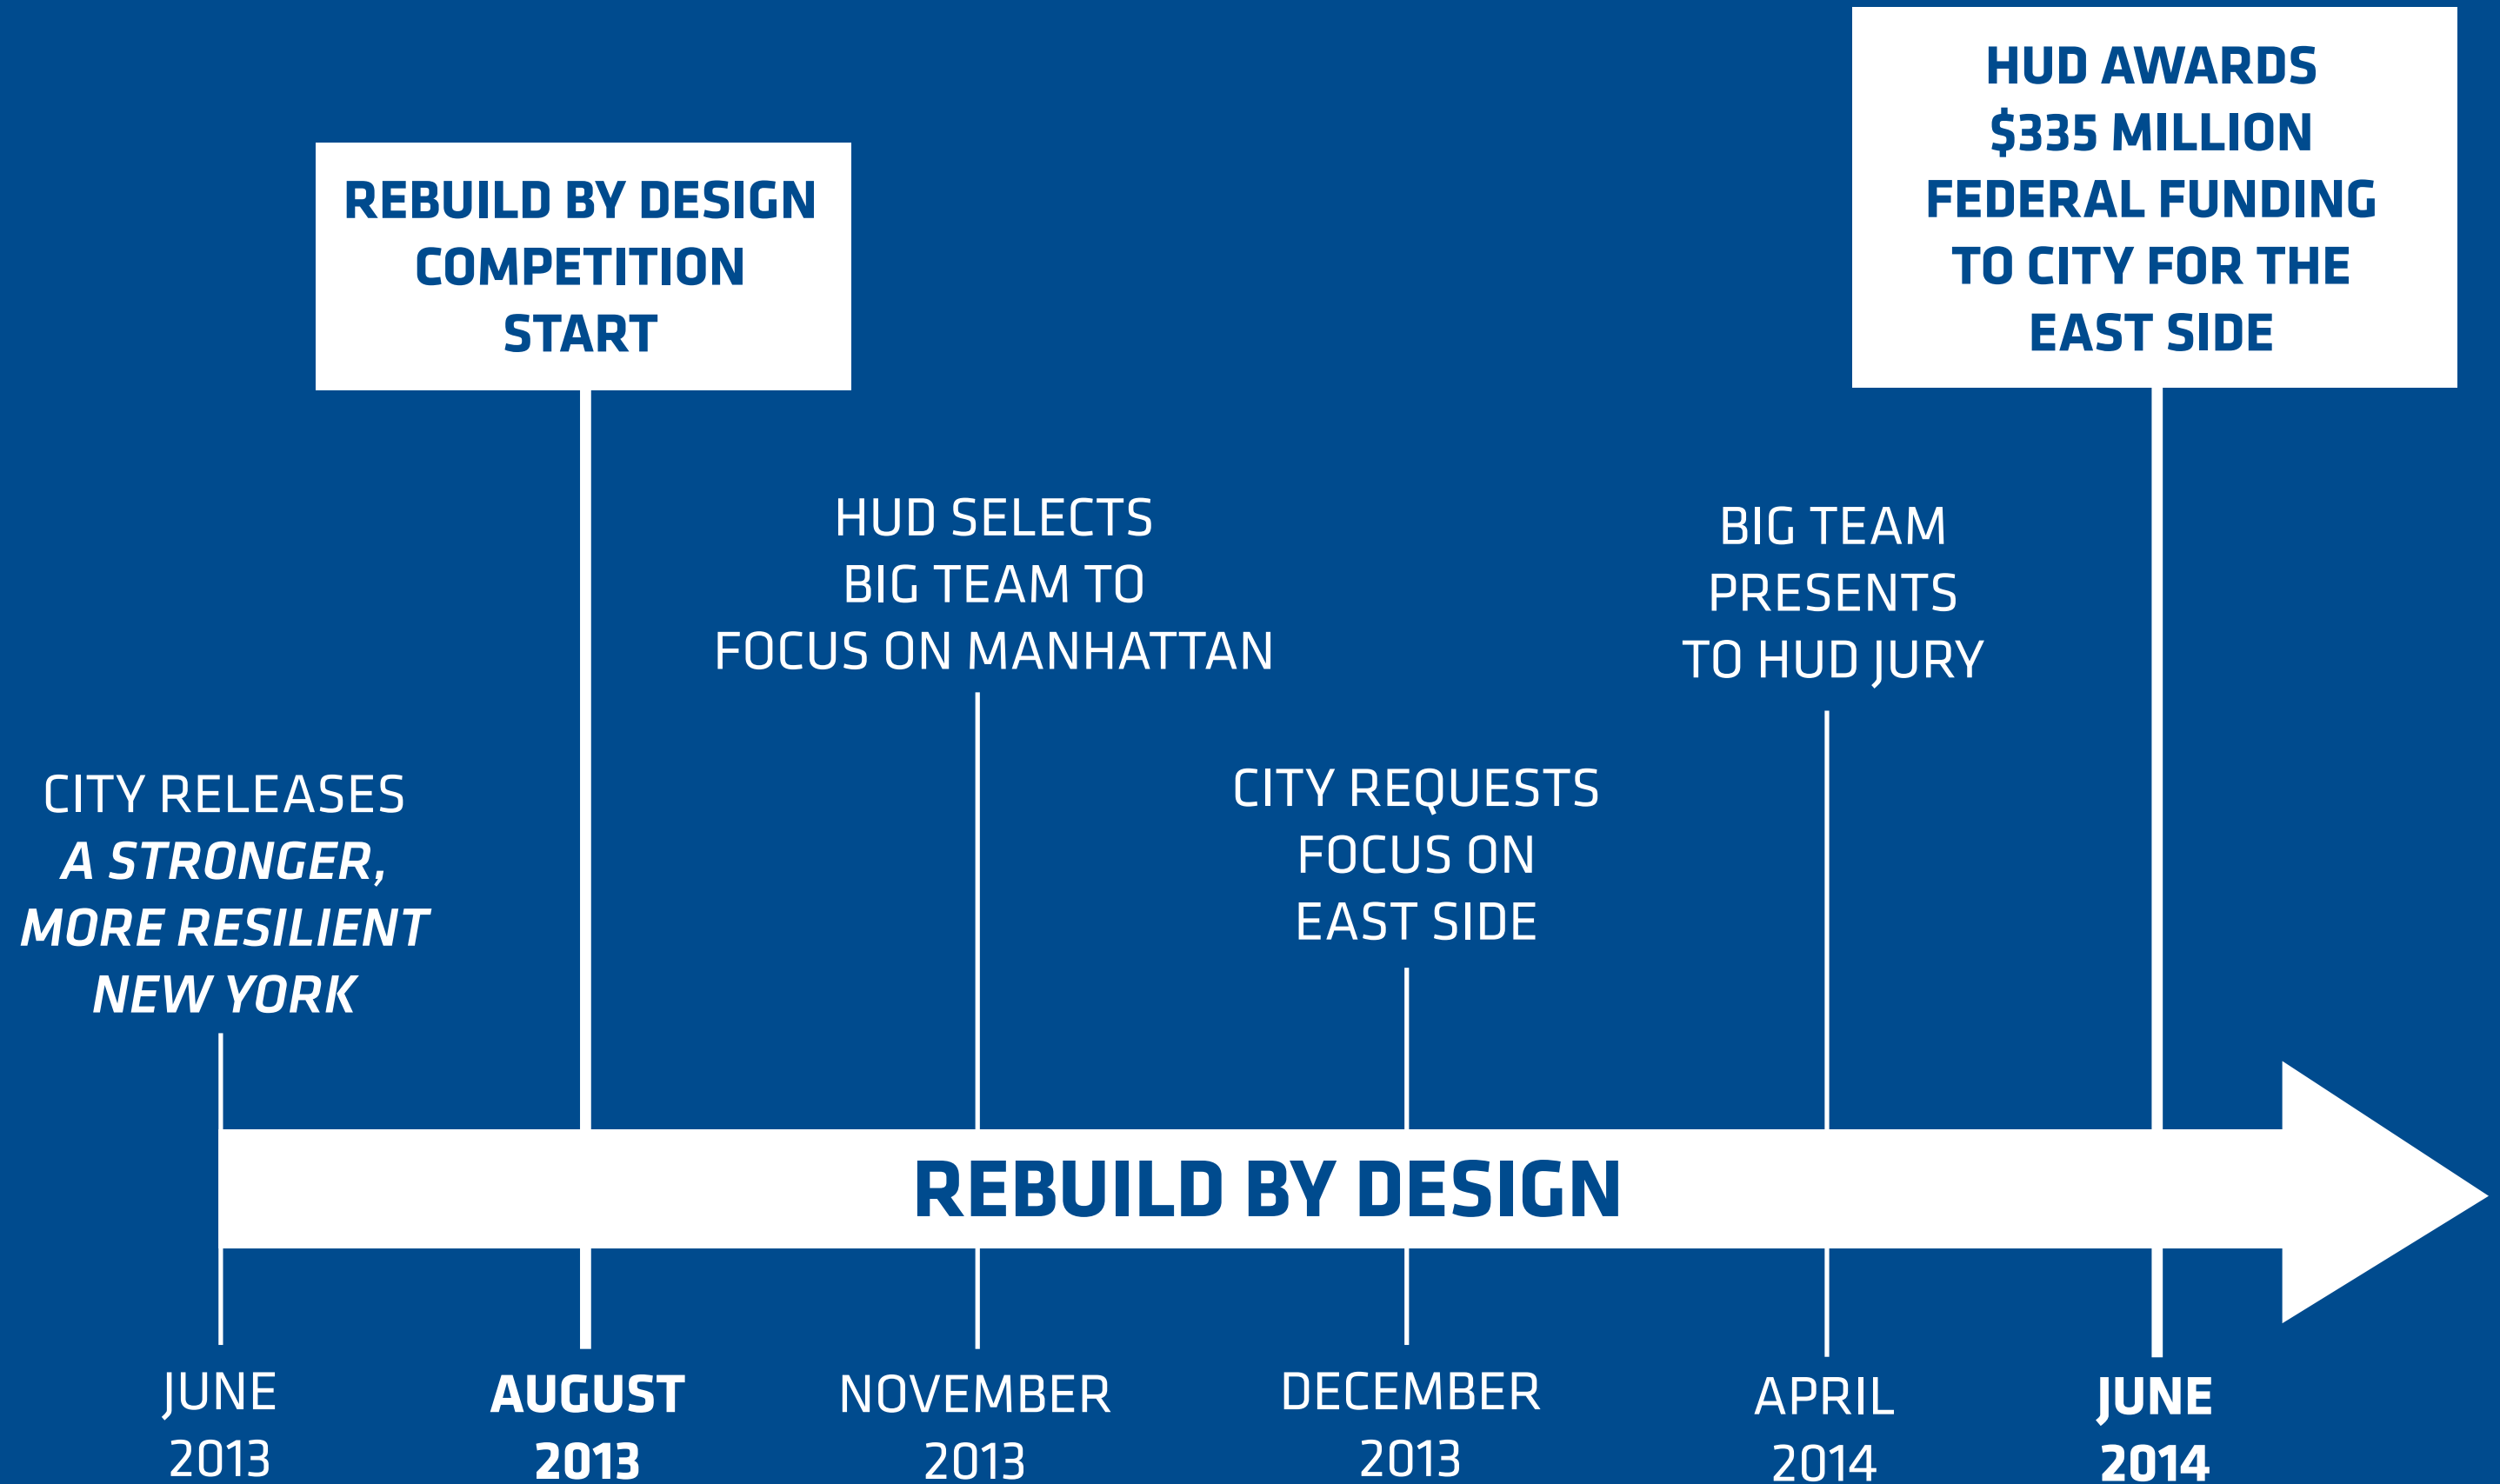 HUD AWARDS
$335 MILLION
FEDERAL FUNDING
TO CITY FOR THE
EAST SIDE
REBUILD BY DESIGN
COMPETITION
START
HUD SELECTS
BIG TEAM TO
FOCUS ON MANHATTAN
BIG TEAM
PRESENTS
TO HUD JURY
CITY RELEASES
A STRONGER,
MORE RESILIENT
NEW YORK
CITY REQUESTS
FOCUS ON
EAST SIDE
REBUILD BY DESIGN
JUNE
2013
AUGUST
2013
NOVEMBER
2013
DECEMBER
2013
APRIL
2014
JUNE
2014